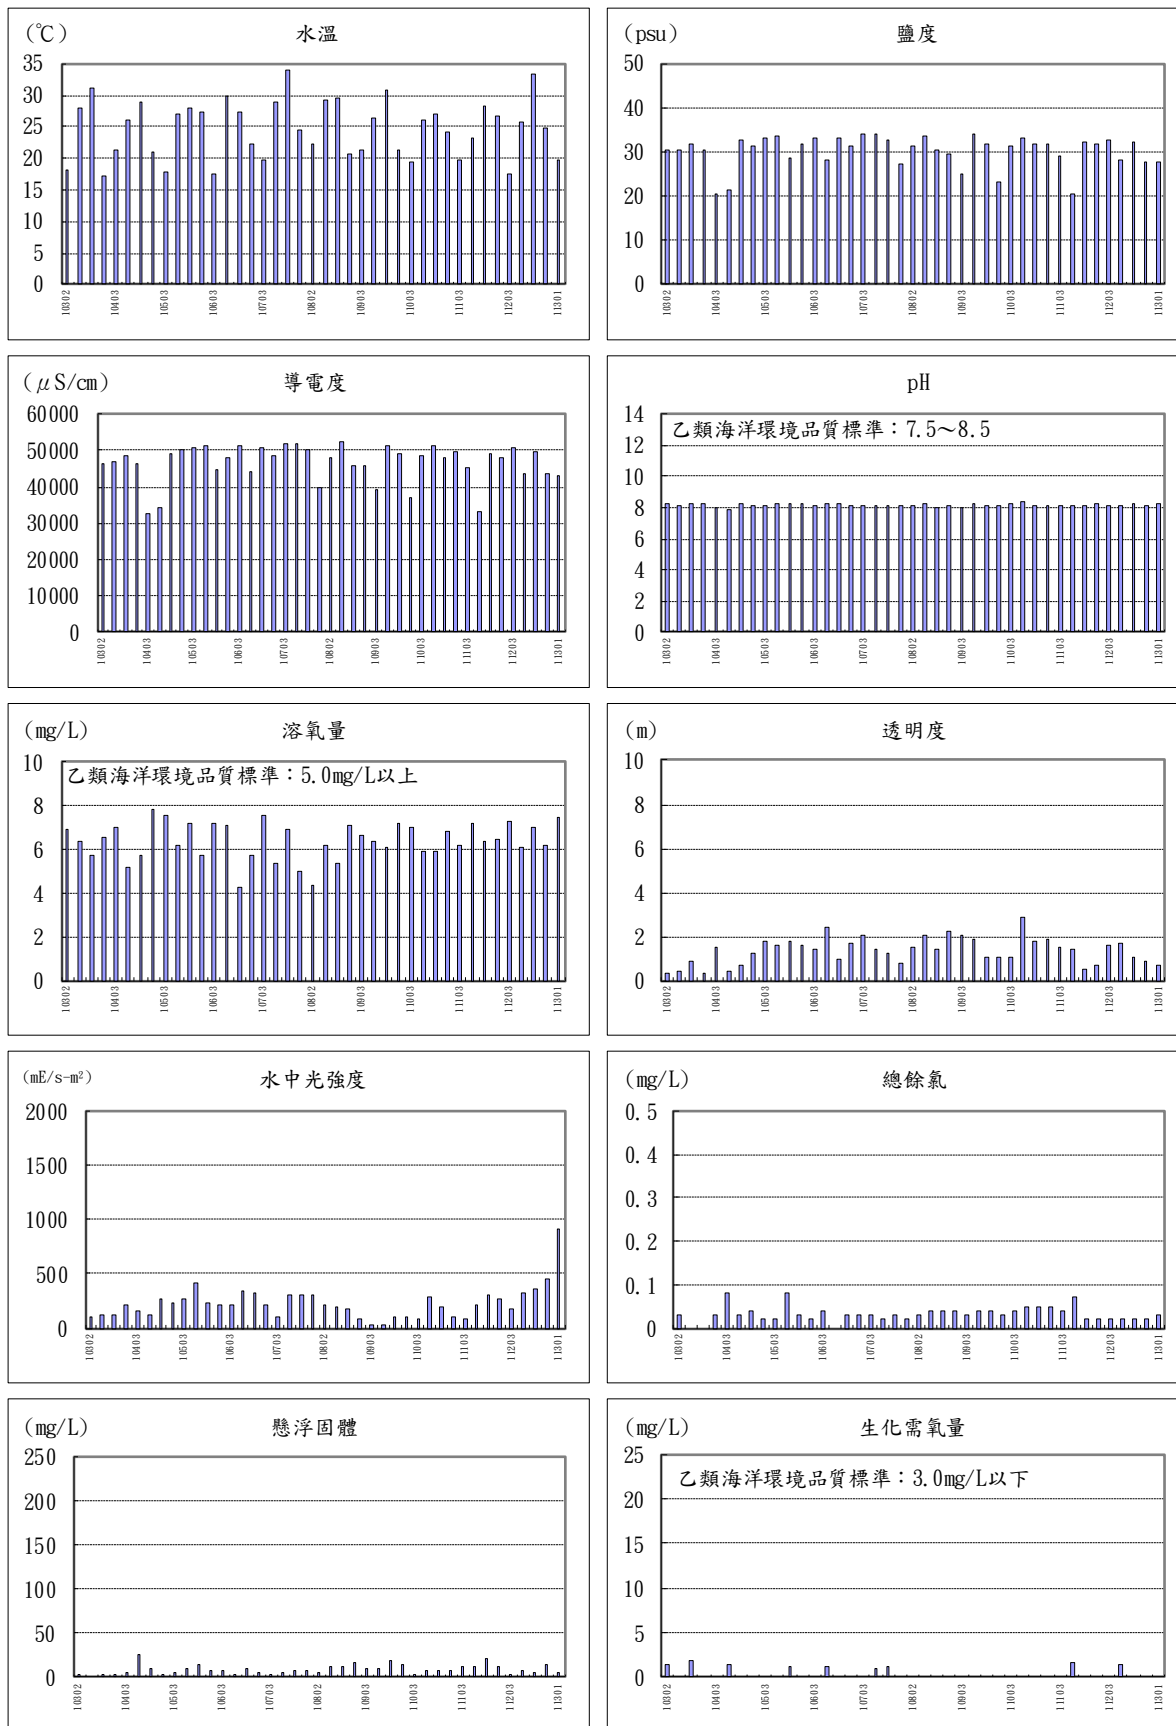 (℃) 水溫
35
30
25
20
15
10
5
0
10302 10403 10503 10603 10703 10802 10903 11003 11103 11203 11301
(psu) 鹽度
50
40
30
20
10
0
10302 10403 10503 10603 10703 10802 10903 11003 11103 11203 11301
(μS/cm) 導電度
60000
50000
40000
30000
20000
10000
0
10302 10403 10503 10603 10703 10802 10903 11003 11103 11203 11301
pH
乙類海洋環境品質標準：7.5～8.5
14
12
10
8
6
4
2
0
10302 10403 10503 10603 10703 10802 10903 11003 11103 11203 11301
(mg/L) 溶氧量
乙類海洋環境品質標準：5.0mg/L以上
10
8
6
4
2
0
10302 10403 10503 10603 10703 10802 10903 11003 11103 11203 11301
(m) 透明度
10
8
6
4
2
0
10302 10403 10503 10603 10703 10802 10903 11003 11103 11203 11301
(mE/s-m²) 水中光強度
2000
1500
1000
500
0
10302 10403 10503 10603 10703 10802 10903 11003 11103 11203 11301
(mg/L) 總餘氯
0.5
0.4
0.3
0.2
0.1
0
10302 10403 10503 10603 10703 10802 10903 11003 11103 11203 11301
(mg/L) 懸浮固體
250
200
150
100
50
0
10302 10403 10503 10603 10703 10802 10903 11003 11103 11203 11301
(mg/L) 生化需氧量
乙類海洋環境品質標準：3.0mg/L以下
25
20
15
10
5
0
10302 10403 10503 10603 10703 10802 10903 11003 11103 11203 11301